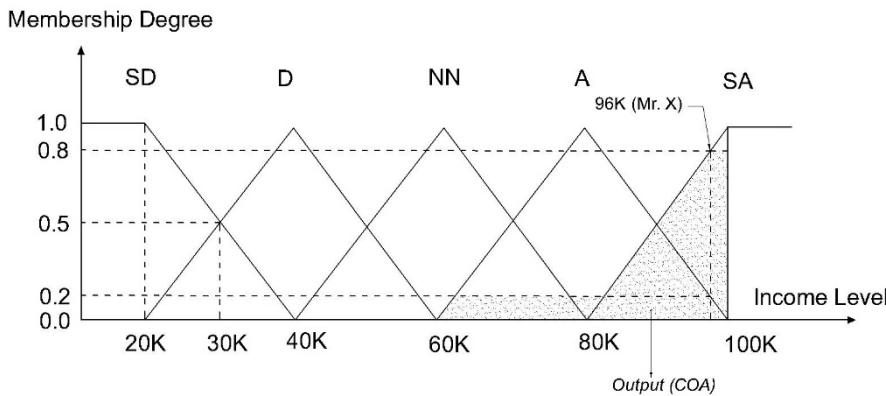 Membership Degree
SD D NN A SA
96K (Mr. X)
1.0
0.8
0.5
0.2
0.0
Income Level
20K 30K 40K 60K 80K 100K
Output (COA)